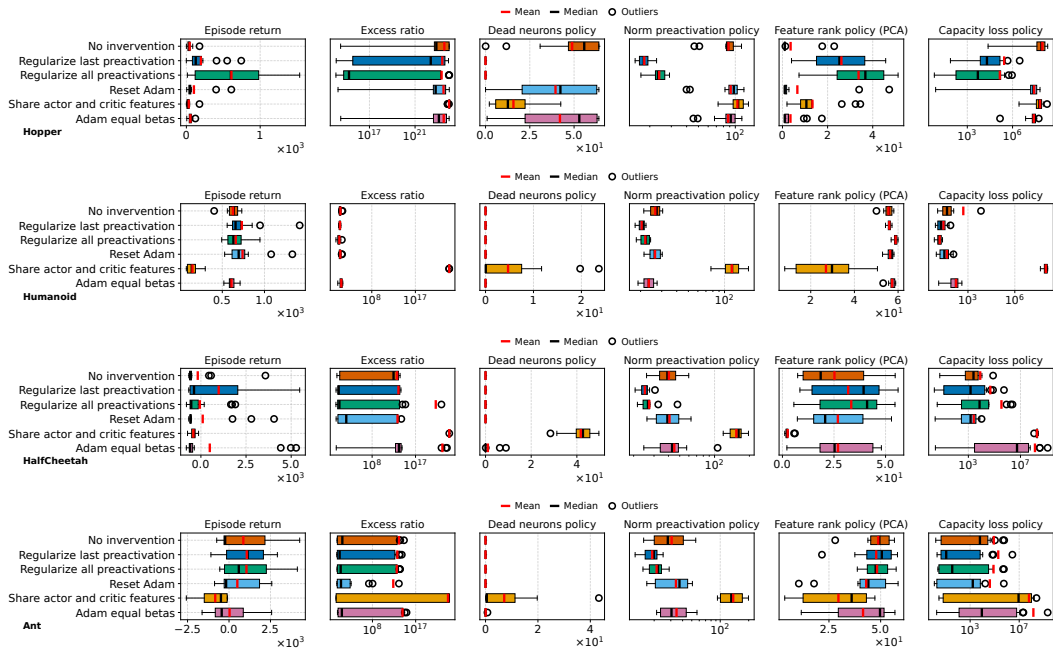 Mean Median Outliers
Episode return Excess ratio Dead neurons policy Norm preactivation policy Feature rank policy (PCA) Capacity loss policy
No invervention
Regularize last preactivation
Regularize all preactivations
Reset Adam
Share actor and critic features
Adam equal betas
Hopper
0 1 10¹⁷ 10²¹ 0.0 2.5 5.0 10² 0 2 4 10³ 10⁶
×10³ ×10¹ ×10¹
Mean Median Outliers
Episode return Excess ratio Dead neurons policy Norm preactivation policy Feature rank policy (PCA) Capacity loss policy
No invervention
Regularize last preactivation
Regularize all preactivations
Reset Adam
Share actor and critic features
Adam equal betas
Humanoid
0.5 1.0 10⁸ 10¹⁷ 0 1 2 10² 2 4 6 10³ 10⁶
×10³ ×10¹ ×10¹
Mean Median Outliers
Episode return Excess ratio Dead neurons policy Norm preactivation policy Feature rank policy (PCA) Capacity loss policy
No invervention
Regularize last preactivation
Regularize all preactivations
Reset Adam
Share actor and critic features
Adam equal betas
HalfCheetah
0.0 2.5 5.0 10⁸ 10¹⁷ 0 2 4 10² 0.0 2.5 5.0 10³ 10⁷
×10³ ×10¹ ×10¹
Mean Median Outliers
Episode return Excess ratio Dead neurons policy Norm preactivation policy Feature rank policy (PCA) Capacity loss policy
No invervention
Regularize last preactivation
Regularize all preactivations
Reset Adam
Share actor and critic features
Adam equal betas
Ant
−2.5 0.0 2.5 10⁸ 10¹⁷ 0 2 4 10² 2.5 5.0 10³ 10⁷
×10³ ×10¹ ×10¹